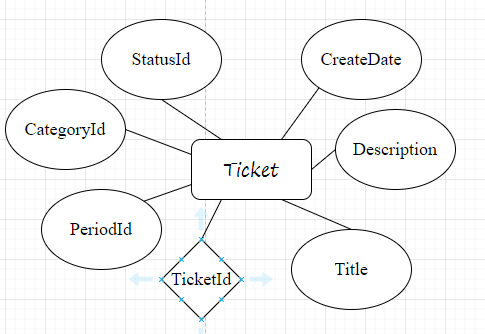 StatusId
CreateDate
CategoryId
Description
Ticket
PeriodId
TicketId
Title